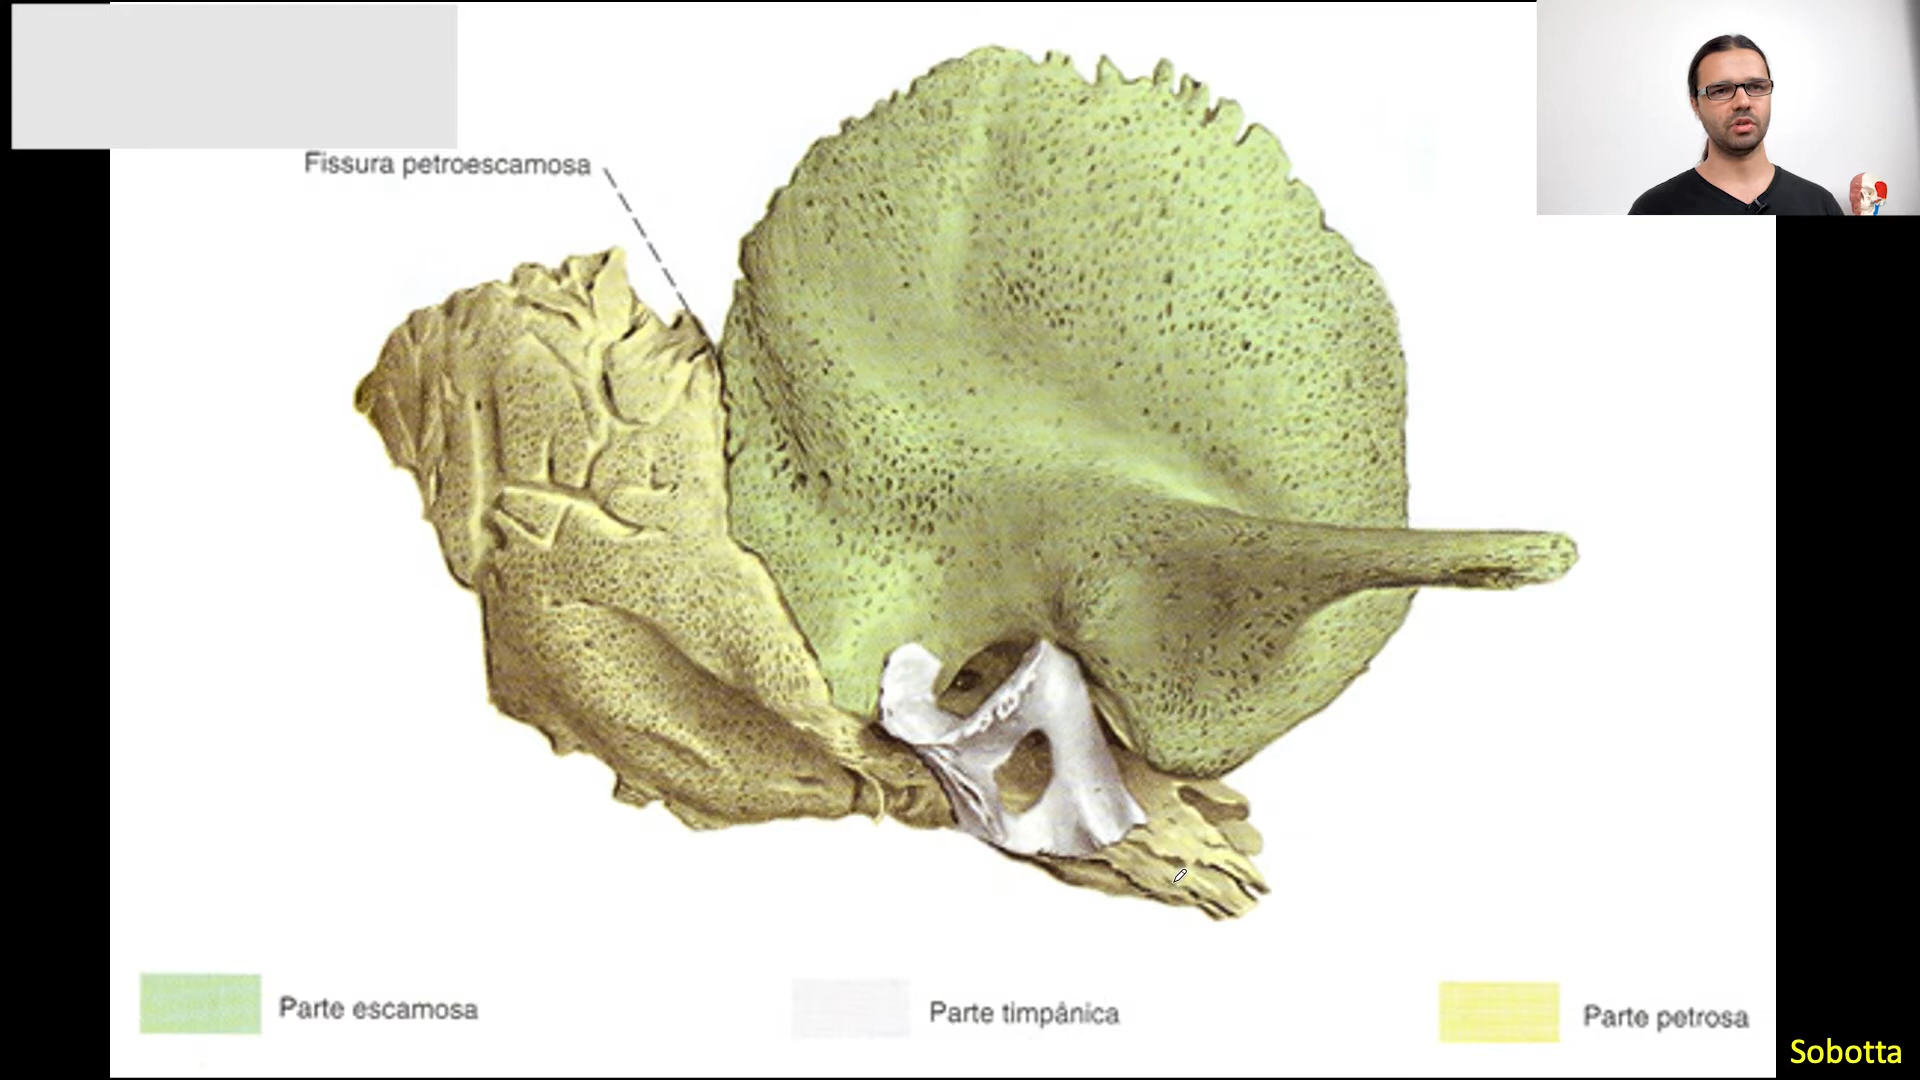 Fissura petroescamosa
Parte escamosa
Parte timpânica
Parte petrosa
Sobotta